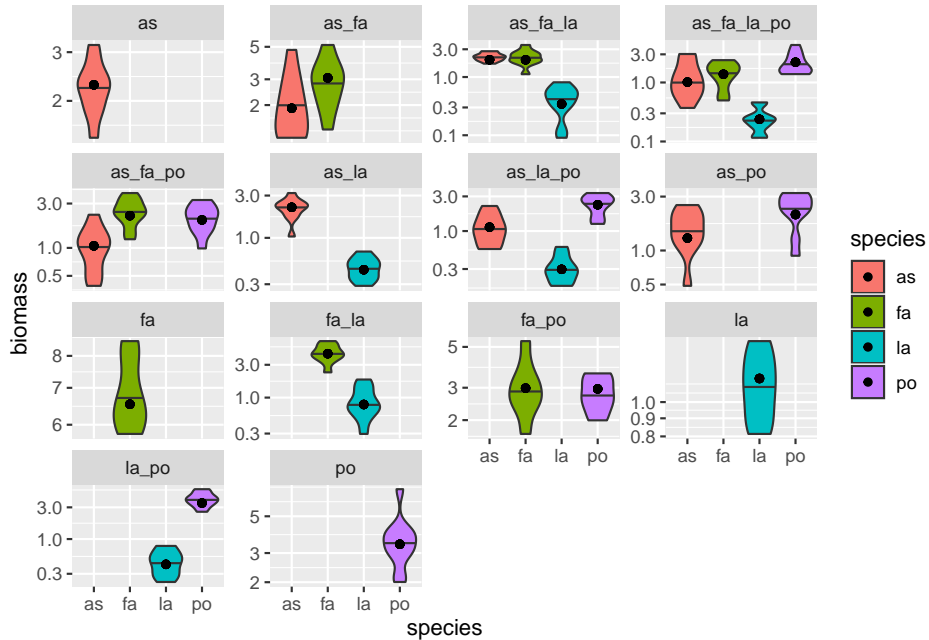 as
as_fa
as_fa_la
as_fa_la_po
3
2
5
3
2
3.0
1.0
0.3
0.1
3.0
1.0
0.3
0.1
as_fa_po
as_la
as_la_po
as_po
3.0
1.0
0.5
3.0
1.0
0.3
3.0
1.0
0.3
1.0
0.5
biomass
species
as
fa
la
po
fa
fa_la
fa_po
la
8
7
6
3.0
1.0
0.3
5
3
2
1.0
0.9
0.8
as fa la po
as fa la po
la_po
po
3.0
1.0
0.3
5
3
2
as fa la po
as fa la po
species